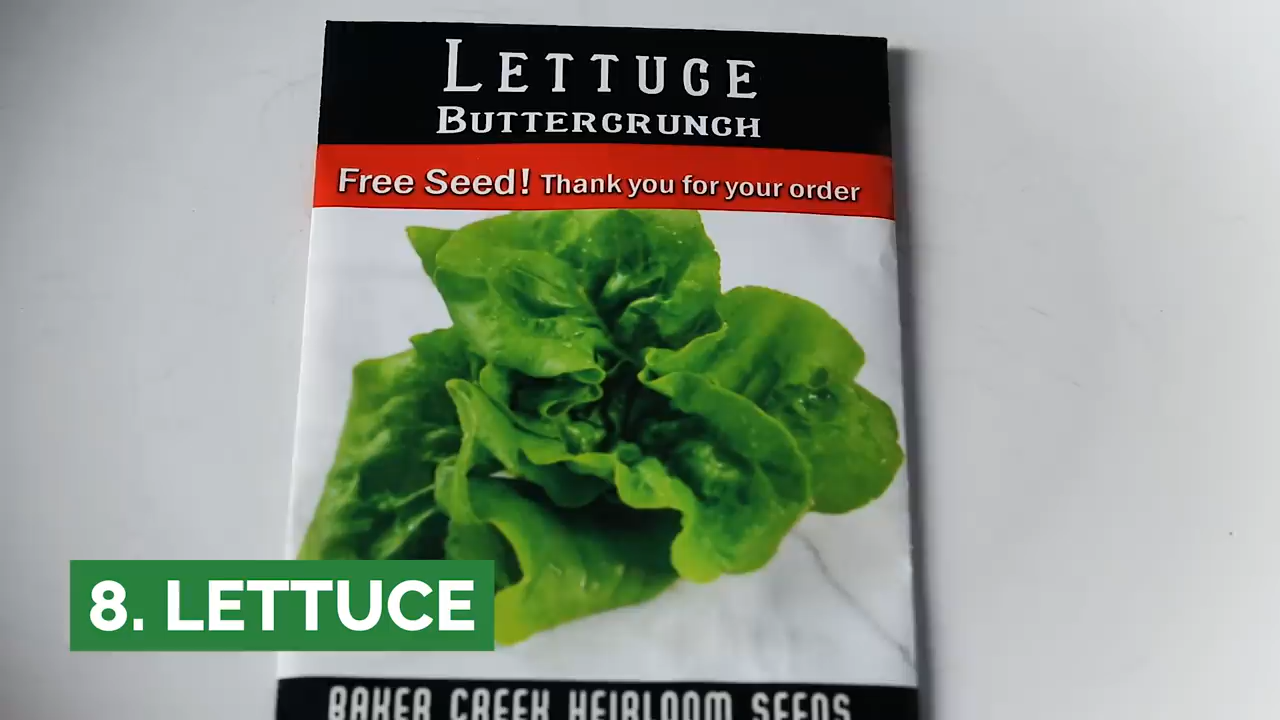 LETTUCE
BUTTERCRUNCH
Free Seed! Thank you for your order
8. LETTUCE
BAKER CREEK HEIRLOOM SEEDS